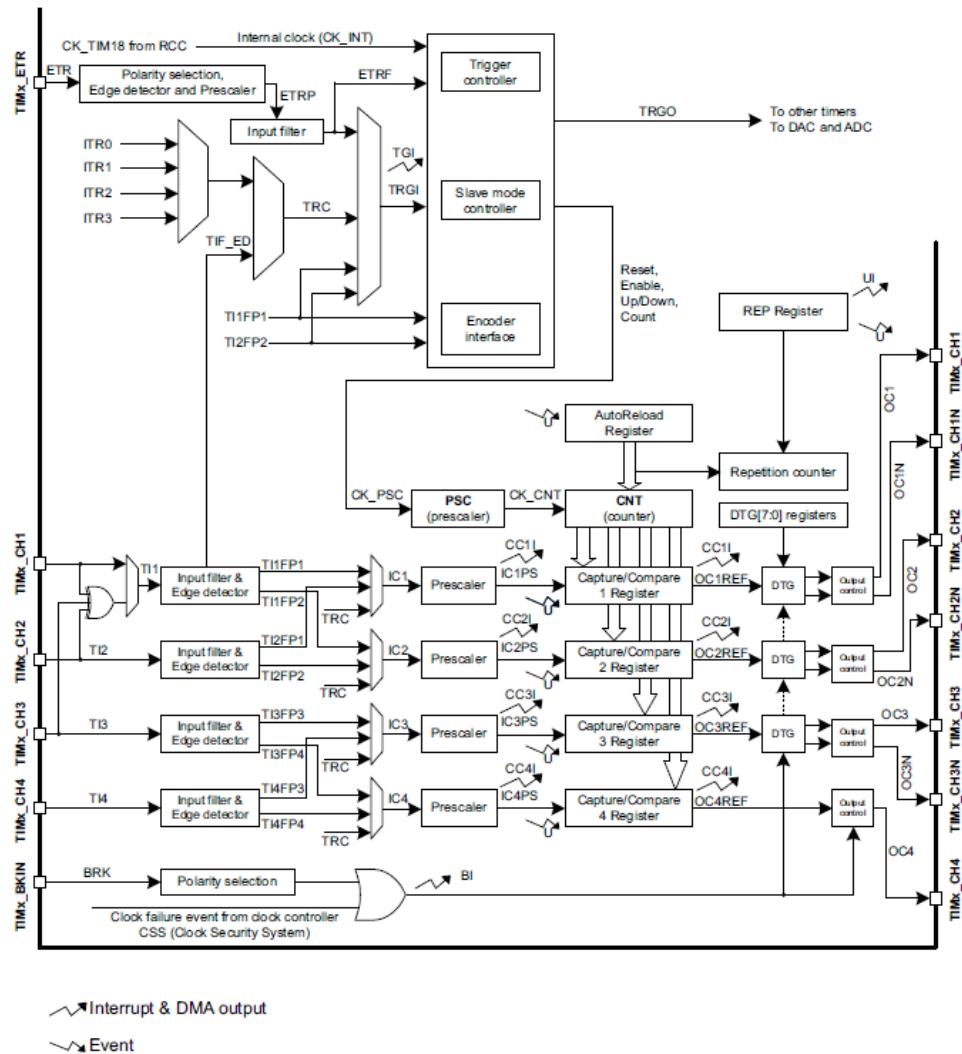 CK_TIM18 from RCC
Internal clock (CK_INT)
TIMx_ETR
ETR
Polarity selection,
Edge detector and Prescaler
ETRP
ETRF
Input filter
Trigger
controller
TRGO
To other timers
To DAC and ADC
ITR0
ITR1
ITR2
ITR3
TGI
TRC
TRGI
Slave mode
controller
TIF_ED
Reset,
Enable,
Up/Down,
Count
TI1FP1
TI2FP2
Encoder
interface
REP Register
UI
U
AutoReload
Register
U
Repetition counter
CK_PSC
PSC
(prescaler)
CK_CNT
CNT
(counter)
DTG[7:0] registers
TIMx_CH1
TI1
Input filter &
Edge detector
TI1FP1
TI1FP2
TRC
IC1
Prescaler
CC1I
IC1PS
U
Capture/Compare
1 Register
CC1I
OC1REF
DTG
Output
control
OC1
TIMx_CH1
OC1N
TIMx_CH1N
TIMx_CH2
TI2
Input filter &
Edge detector
TI2FP1
TI2FP2
TRC
IC2
Prescaler
CC2I
IC2PS
U
Capture/Compare
2 Register
CC2I
OC2REF
DTG
Output
control
OC2
TIMx_CH2
OC2N
TIMx_CH2N
TIMx_CH3
TI3
Input filter &
Edge detector
TI3FP3
TI3FP4
TRC
IC3
Prescaler
CC3I
IC3PS
U
Capture/Compare
3 Register
CC3I
OC3REF
DTG
Output
control
OC3
TIMx_CH3
OC3N
TIMx_CH3N
TIMx_CH4
TI4
Input filter &
Edge detector
TI4FP3
TI4FP4
TRC
IC4
Prescaler
CC4I
IC4PS
U
Capture/Compare
4 Register
CC4I
OC4REF
Output
control
OC4
TIMx_CH4
TIMx_BKIN
BRK
Polarity selection
BI
Clock failure event from clock controller
CSS (Clock Security System)
Interrupt & DMA output
Event